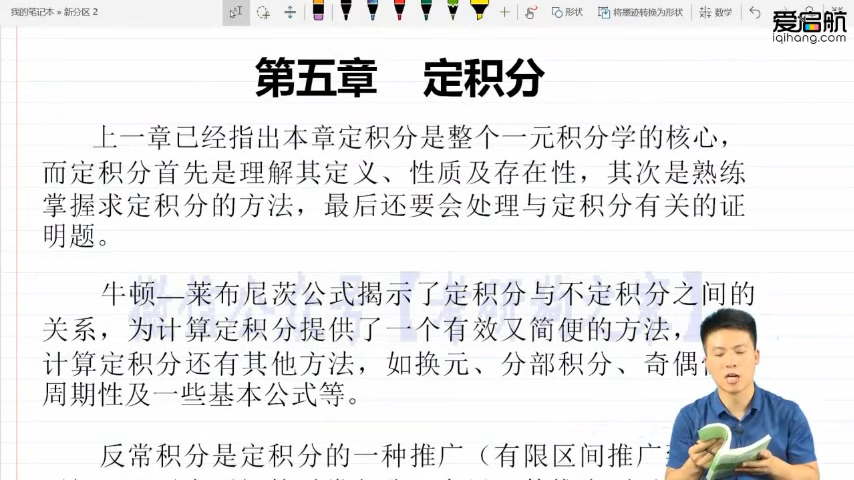 我的笔记本 » 新分区 2
形状
将墨迹转换为形状
数学
爱启航
iqihang.com
第五章 定积分
上一章已经指出本章定积分是整个一元积分学的核心，
而定积分首先是理解其定义、性质及存在性，其次是熟练
掌握求定积分的方法，最后还要会处理与定积分有关的证
明题。
牛顿—莱布尼茨公式揭示了定积分与不定积分之间的
关系，为计算定积分提供了一个有效又简便的方法，
计算定积分还有其他方法，如换元、分部积分、奇偶
周期性及一些基本公式等。
反常积分是定积分的一种推广（有限区间推广